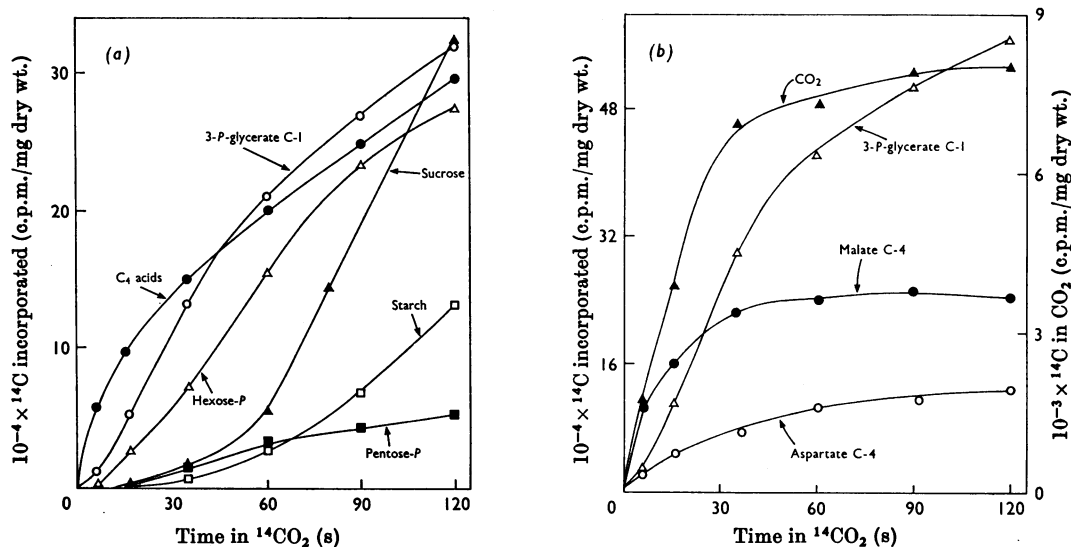 (a)
30
20
10
0
30
60
90
120
10⁻⁴ × ¹⁴C incorporated (c.p.m./mg dry wt.)
Time in ¹⁴CO₂ (s)
3-P-glycerate C-1
Sucrose
C₄ acids
Starch
Hexose-P
Pentose-P
(b)
48
32
16
0
30
60
90
120
9
6
3
0
10⁻⁴ × ¹⁴C incorporated (c.p.m./mg dry wt.)
10⁻³ × ¹⁴C in CO₂ (c.p.m./mg dry wt.)
Time in ¹⁴CO₂ (s)
CO₂
3-P-glycerate C-1
Malate C-4
Aspartate C-4